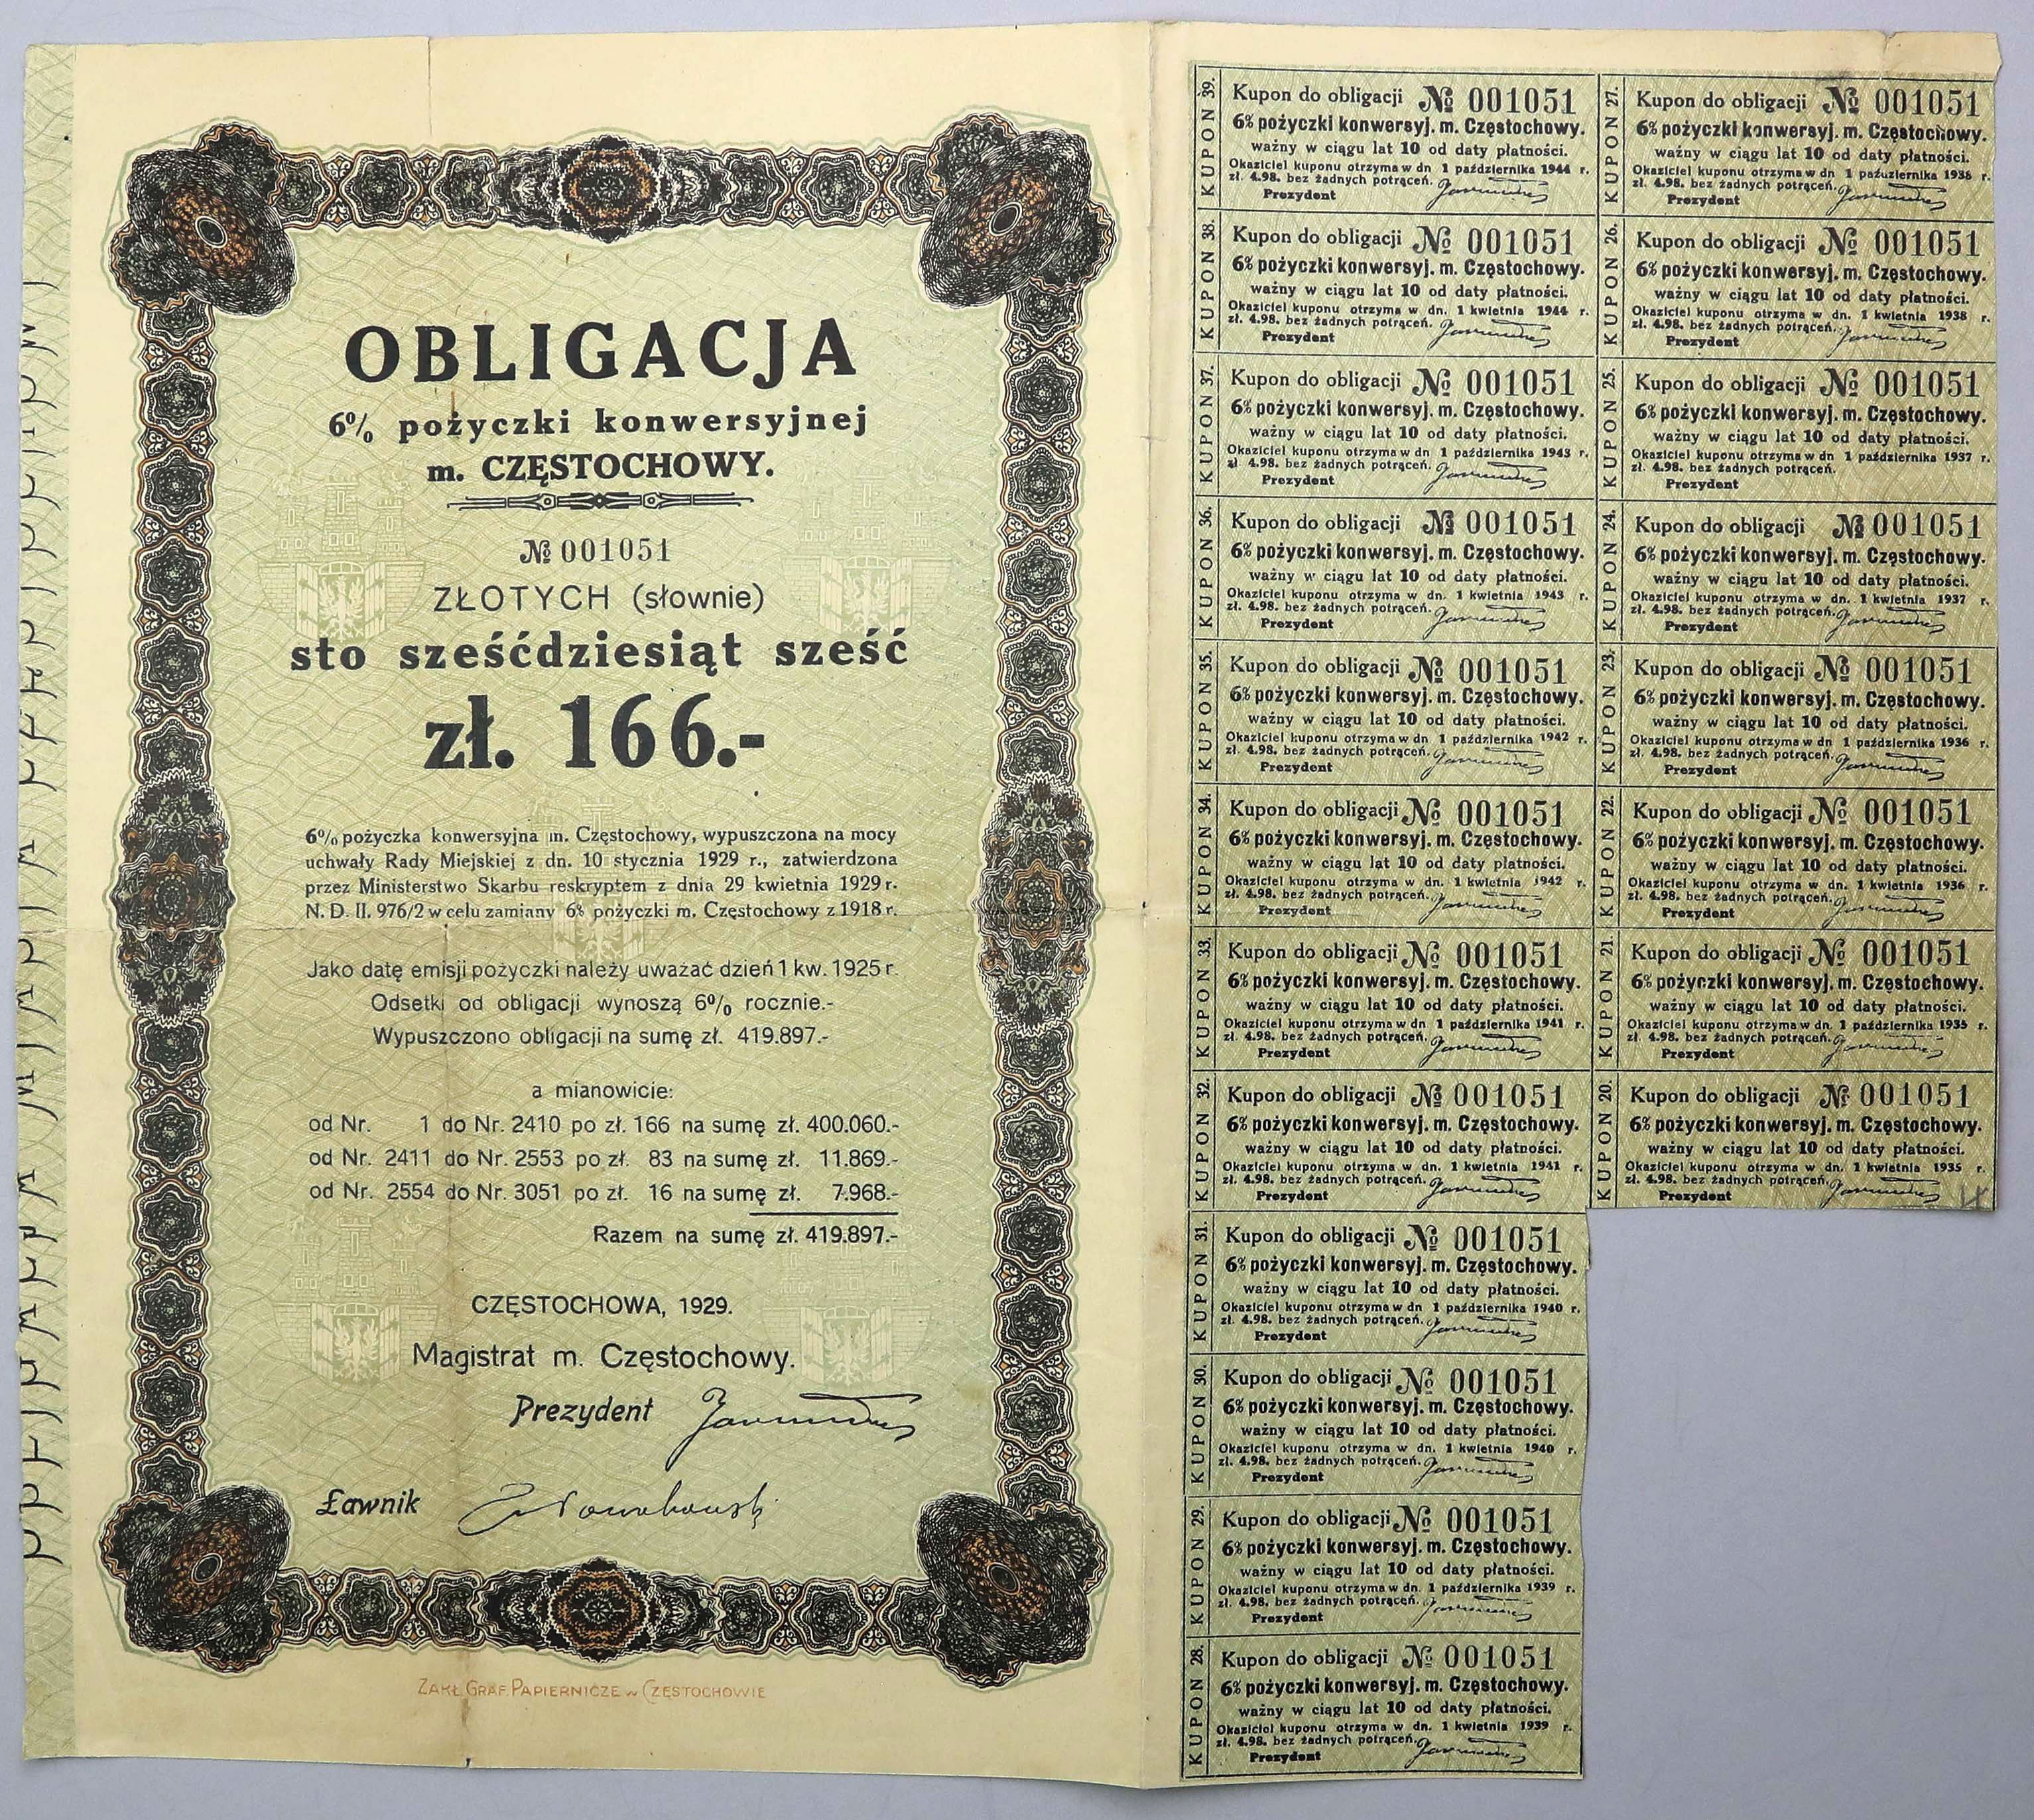 OBLIGACJA
6% pożyczki konwersyjnej
m. CZĘSTOCHOWY.
№ 001051
ZŁOTYCH (słownie)
sto sześćdziesiąt sześć
zł. 166.-
6% pożyczka konwersyjna m. Częstochowy, wypuszczona na mocy
uchwały Rady Miejskiej z dn. 10 stycznia 1929 r., zatwierdzona
przez Ministerstwo Skarbu reskryptem z dnia 29 kwietnia 1929 r.
N. D. II. 976/2 w celu zamiany 6% pożyczki m. Częstochowy z 1918 r.
Jako datę emisji pożyczki należy uważać dzień 1 kw. 1925 r.
Odsetki od obligacji wynoszą 6% rocznie.-
Wypuszczono obligacji na sumę zł. 419.897.-
a mianowicie:
od Nr. 1 do Nr. 2410 po zł. 166 na sumę zł. 400.060.-
od Nr. 2411 do Nr. 2553 po zł. 83 na sumę zł. 11.869.-
od Nr. 2554 do Nr. 3051 po zł. 16 na sumę zł. 7.968.-
Razem na sumę zł. 419.897.-
CZĘSTOCHOWA, 1929.
Magistrat m. Częstochowy.
Prezydent
Ławnik
ZAKŁ. GRAF. PAPIERNICZE w CZĘSTOCHOWIE
KUPON 39.
Kupon do obligacji № 001051
6% pożyczki konwersyj. m. Częstochowy.
ważny w ciągu lat 10 od daty płatności.
Okaziciel kuponu otrzyma w dn 1 października 1944 r.
zł. 4.98. bez żadnych potrąceń.
Prezydent
KUPON 38.
Kupon do obligacji № 001051
6% pożyczki konwersyj. m. Częstochowy.
ważny w ciągu lat 10 od daty płatności.
Okaziciel kuponu otrzyma w dn. 1 kwietnia 1944 r.
zł. 4.98. bez żadnych potrąceń.
Prezydent
KUPON 37.
Kupon do obligacji № 001051
6% pożyczki konwersyj. m. Częstochowy.
ważny w ciągu lat 10 od daty płatności.
Okaziciel kuponu otrzyma w dn 1 października 1943 r.
zł 4.98. bez żadnych potrąceń.
Prezydent
KUPON 36.
Kupon do obligacji № 001051
6% pożyczki konwersyj. m. Częstochowy.
ważny w ciągu lat 10 od daty płatności.
Okaziciel kuponu otrzyma w dn. 1 kwietnia 1943 r.
zł. 4.98. bez żadnych potrąceń.
Prezydent
KUPON 35.
Kupon do obligacji № 001051
6% pożyczki konwersyj. m. Częstochowy.
ważny w ciągu lat 10 od daty płatności.
Okaziciel kuponu otrzyma w dn 1 października 1942 r.
zł. 4.98. bez żadnych potrąceń.
Prezydent
KUPON 34.
Kupon do obligacji № 001051
6% pożyczki konwersyj. m. Częstochowy.
ważny w ciągu lat 10 od daty płatności.
Okaziciel kuponu otrzyma w dn. 1 kwietnia 1942 r.
zł. 4.98. bez żadnych potrąceń.
Prezydent
KUPON 33.
Kupon do obligacji № 001051
6% pożyczki konwersyj. m. Częstochowy.
ważny w ciągu lat 10 od daty płatności.
Okaziciel kuponu otrzyma w dn 1 października 1941 r.
zł. 4.98. bez żadnych potrąceń.
Prezydent
KUPON 32.
Kupon do obligacji № 001051
6% pożyczki konwersyj. m. Częstochowy.
ważny w ciągu lat 10 od daty płatności.
Okaziciel kuponu otrzyma w dn. 1 kwietnia 1941 r.
zł. 4.98. bez żadnych potrąceń.
Prezydent
KUPON 31.
Kupon do obligacji № 001051
6% pożyczki konwersyj. m. Częstochowy.
ważny w ciągu lat 10 od daty płatności.
Okaziciel kuponu otrzyma w dn 1 października 1940 r.
zł. 4.98. bez żadnych potrąceń.
Prezydent
KUPON 30.
Kupon do obligacji № 001051
6% pożyczki konwersyj. m. Częstochowy.
ważny w ciągu lat 10 od daty płatności.
Okaziciel kuponu otrzyma w dn. 1 kwietnia 1940 r.
zł. 4.98. bez żadnych potrąceń.
Prezydent
KUPON 29.
Kupon do obligacji № 001051
6% pożyczki konwersyj. m. Częstochowy.
ważny w ciągu lat 10 od daty płatności.
Okaziciel kuponu otrzyma w dn. 1 października 1939 r.
zł. 4.98. bez żadnych potrąceń.
Prezydent
KUPON 28.
Kupon do obligacji № 001051
6% pożyczki konwersyj. m. Częstochowy.
ważny w ciągu lat 10 od daty płatności.
Okaziciel kuponu otrzyma w dn. 1 kwietnia 1939 r.
zł. 4.98. bez żadnych potrąceń.
Prezydent
KUPON 27.
Kupon do obligacji № 001051
6% pożyczki konwersyj. m. Częstochowy.
ważny w ciągu lat 10 od daty płatności.
Okaziciel kuponu otrzyma w dn 1 października 1938 r.
zł. 4.98. bez żadnych potrąceń.
Prezydent
KUPON 26.
Kupon do obligacji № 001051
6% pożyczki konwersyj. m. Częstochowy.
ważny w ciągu lat 10 od daty płatności.
Okaziciel kuponu otrzyma w dn. 1 kwietnia 1938 r.
zł. 4.98. bez żadnych potrąceń.
Prezydent
KUPON 25.
Kupon do obligacji № 001051
6% pożyczki konwersyj. m. Częstochowy.
ważny w ciągu lat 10 od daty płatności.
Okaziciel kuponu otrzyma w dn 1 października 1937 r.
zł. 4.98. bez żadnych potrąceń.
Prezydent
KUPON 24.
Kupon do obligacji № 001051
6% pożyczki konwersyj. m. Częstochowy.
ważny w ciągu lat 10 od daty płatności.
Okaziciel kuponu otrzyma w dn. 1 kwietnia 1937 r.
zł. 4.98. bez żadnych potrąceń.
Prezydent
KUPON 23.
Kupon do obligacji № 001051
6% pożyczki konwersyj. m. Częstochowy.
ważny w ciągu lat 10 od daty płatności.
Okaziciel kuponu otrzyma w dn 1 października 1936 r.
zł. 4.98. bez żadnych potrąceń.
Prezydent
KUPON 22.
Kupon do obligacji № 001051
6% pożyczki konwersyj. m. Częstochowy.
ważny w ciągu lat 10 od daty płatności.
Okaziciel kuponu otrzyma w dn. 1 kwietnia 1936 r.
zł. 4.98. bez żadnych potrąceń.
Prezydent
KUPON 21.
Kupon do obligacji № 001051
6% pożyczki konwersyj. m. Częstochowy.
ważny w ciągu lat 10 od daty płatności.
Okaziciel kuponu otrzyma w dn. 1 października 1935 r.
zł. 4.98. bez żadnych potrąceń.
Prezydent
KUPON 20.
Kupon do obligacji № 001051
6% pożyczki konwersyj. m. Częstochowy.
ważny w ciągu lat 10 od daty płatności.
Okaziciel kuponu otrzyma w dn. 1 kwietnia 1935 r.
zł. 4.98. bez żadnych potrąceń.
Prezydent